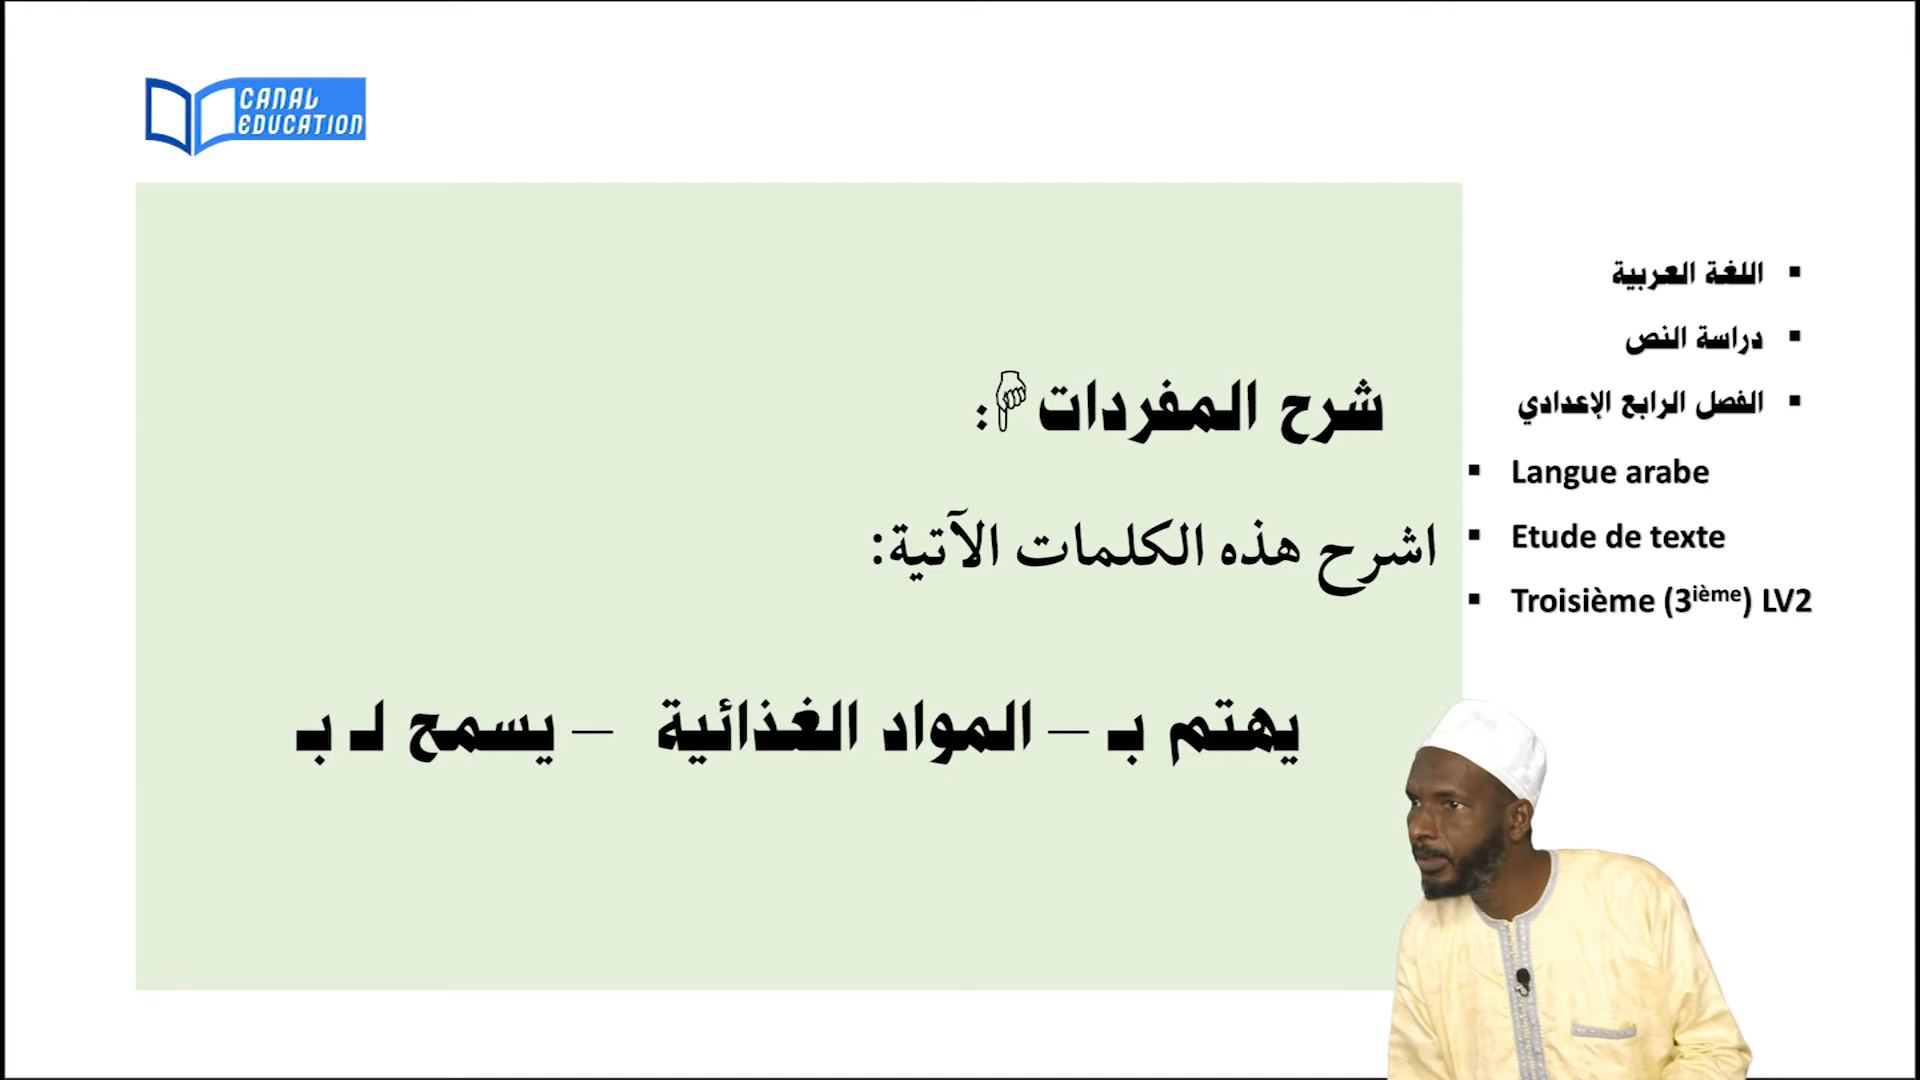 CANAL
EDUCATION
شرح المفردات☟:
اشرح هذه الكلمات الآتية:
يهتم بـ – المواد الغذائية – يسمح لـ بـ
اللغة العربية
دراسة النص
الفصل الرابع الإعدادي
Langue arabe
Etude de texte
Troisième (3ième) LV2